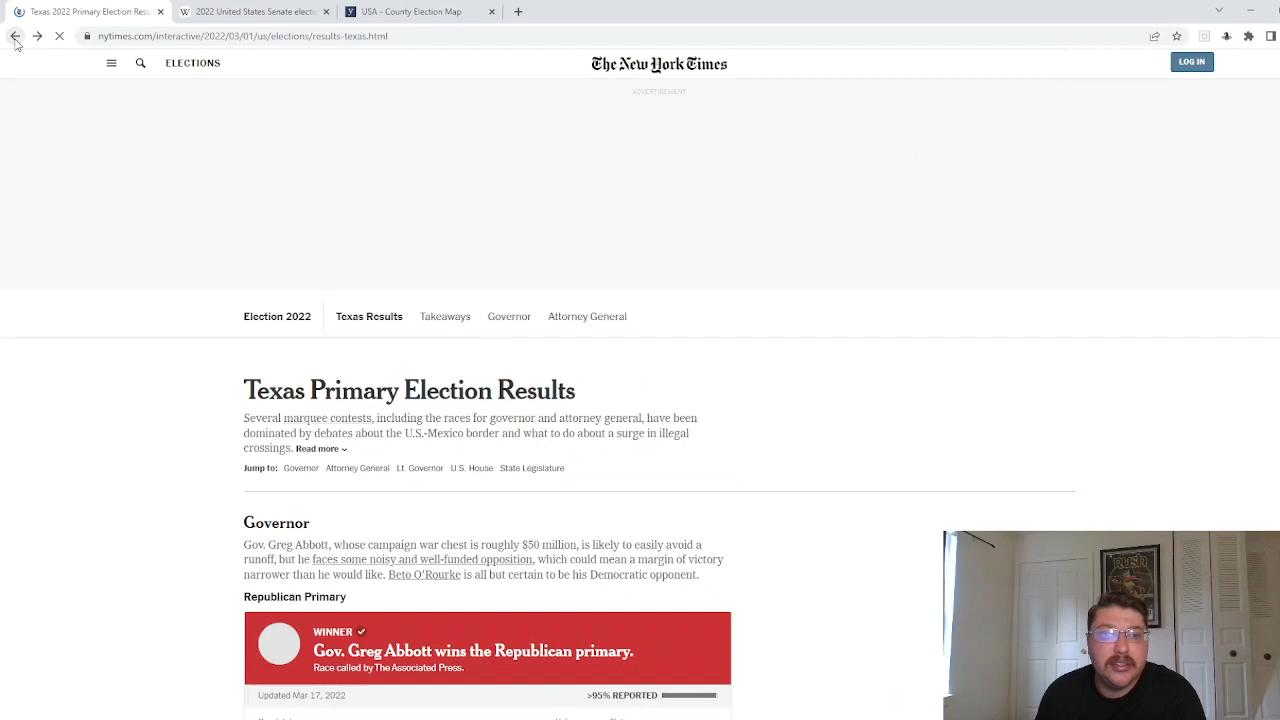 Texas 2022 Primary Election Resu
2022 United States Senate elect
USA - County Election Map
nytimes.com/interactive/2022/03/01/us/elections/results-texas.html
ELECTIONS
The New York Times
LOG IN
ADVERTISEMENT
Election 2022
Texas Results
Takeaways
Governor
Attorney General
Texas Primary Election Results
Several marquee contests, including the races for governor and attorney general, have been
dominated by debates about the U.S.-Mexico border and what to do about a surge in illegal
crossings. Read more
Jump to: Governor Attorney General Lt. Governor U.S. House State Legislature
Governor
Gov. Greg Abbott, whose campaign war chest is roughly $50 million, is likely to easily avoid a
runoff, but he faces some noisy and well-funded opposition, which could mean a margin of victory
narrower than he would like. Beto O'Rourke is all but certain to be his Democratic opponent.
Republican Primary
WINNER
Gov. Greg Abbott wins the Republican primary.
Race called by The Associated Press.
Updated Mar 17, 2022
>95% REPORTED
RUSH